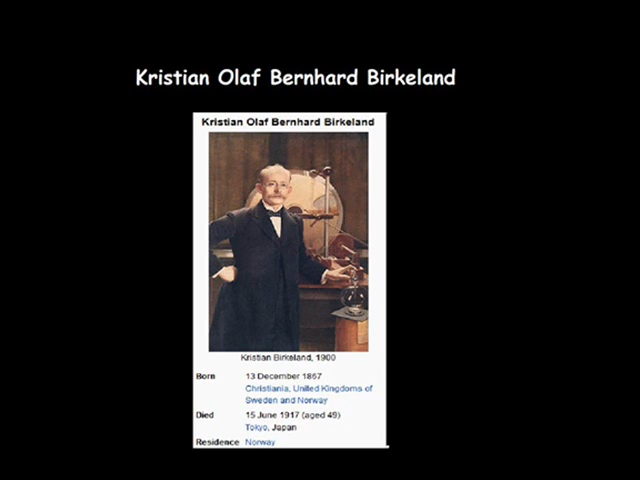 Kristian Olaf Bernhard Birkeland
Kristian Olaf Bernhard Birkeland
Kristian Birkeland, 1900
Born 13 December 1867
Christiania, United Kingdoms of
Sweden and Norway
Died 15 June 1917 (aged 49)
Tokyo, Japan
Residence Norway